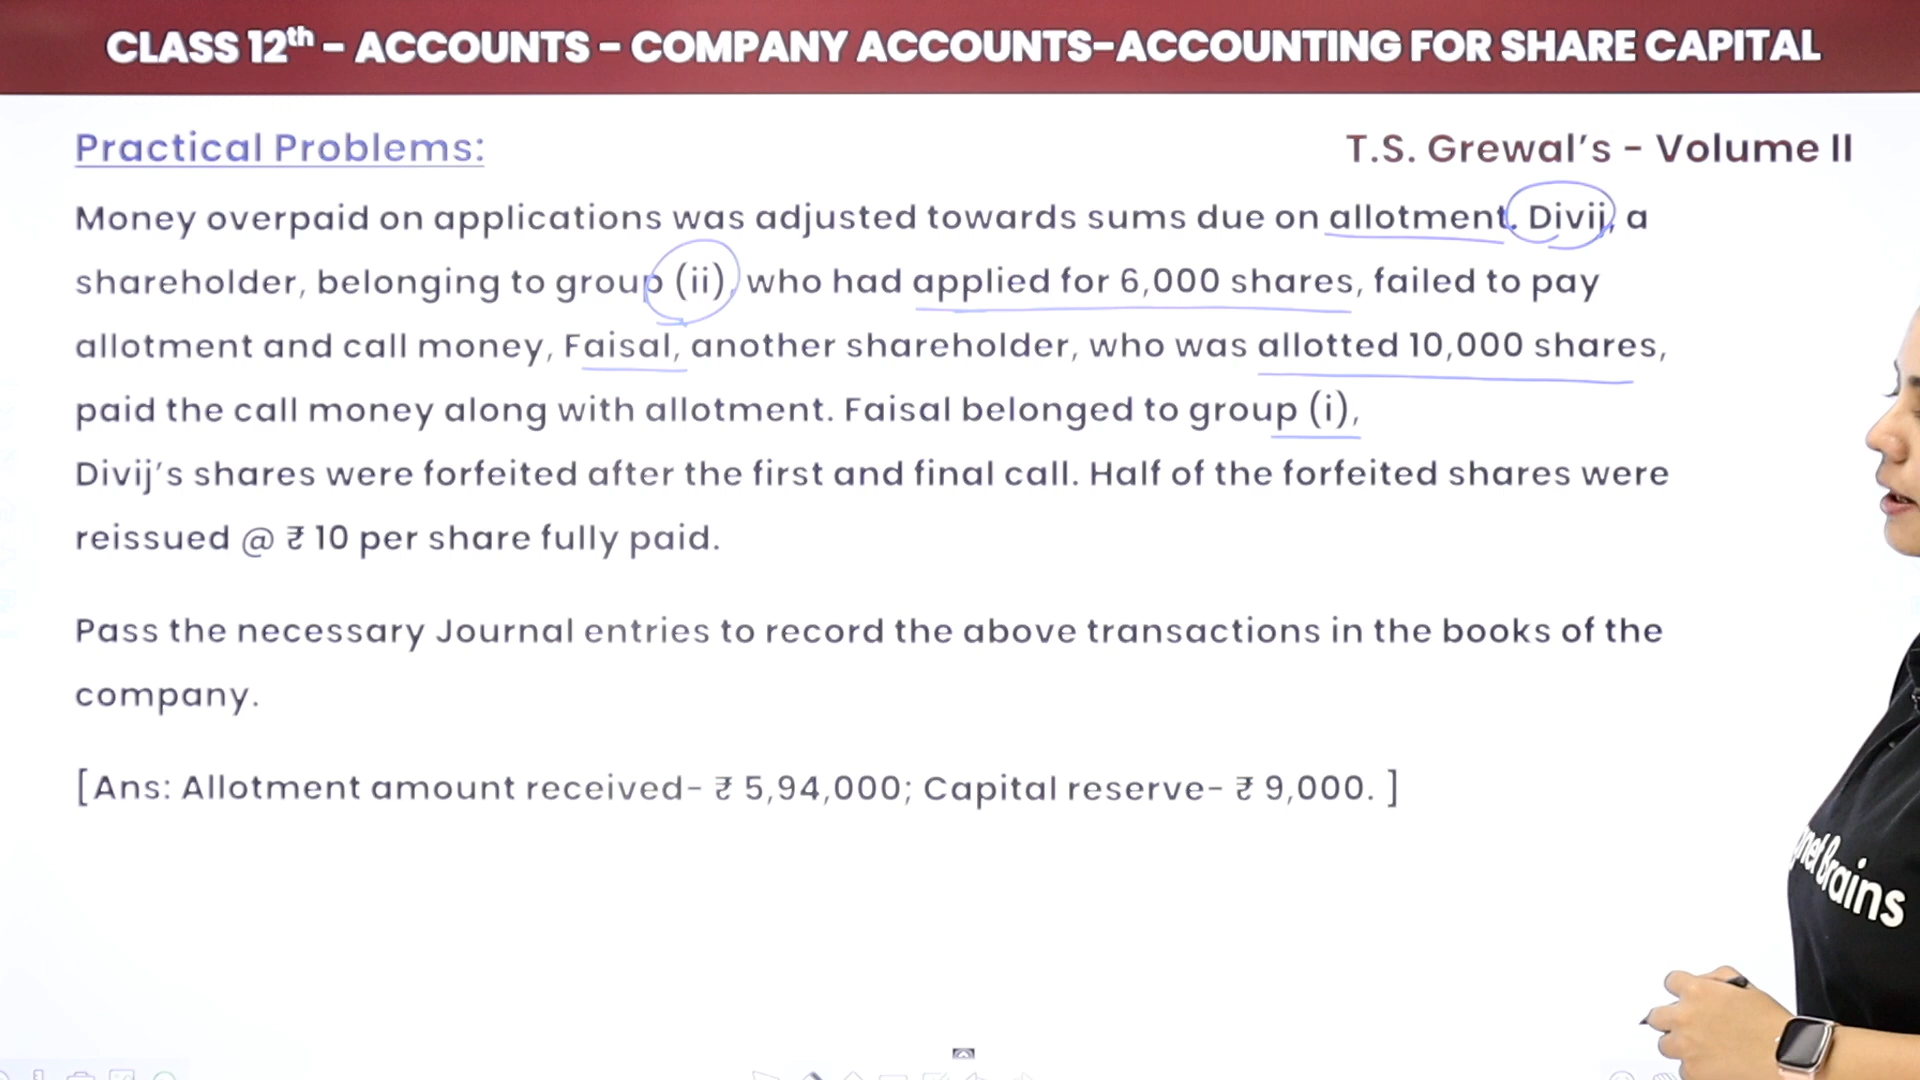 CLASS 12th – ACCOUNTS – COMPANY ACCOUNTS–ACCOUNTING FOR SHARE CAPITAL
Practical Problems:
T.S. Grewal's – Volume II
Money overpaid on applications was adjusted towards sums due on allotment. Divij, a
shareholder, belonging to group (ii), who had applied for 6,000 shares, failed to pay
allotment and call money, Faisal, another shareholder, who was allotted 10,000 shares,
paid the call money along with allotment. Faisal belonged to group (i),
Divij's shares were forfeited after the first and final call. Half of the forfeited shares were
reissued @ ₹ 10 per share fully paid.
Pass the necessary Journal entries to record the above transactions in the books of the
company.
[Ans: Allotment amount received- ₹ 5,94,000; Capital reserve- ₹ 9,000. ]
Brains